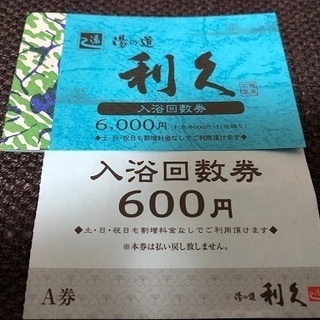 湯の道
利久
入浴回数券
6,000円
◆土・日・祝日も割増料金なしでご利用頂けます◆
入浴回数券
600円
◆土・日・祝日も割増料金なしでご利用頂けます◆
※本券は払い戻し致しません。
A券 湯の道 利久